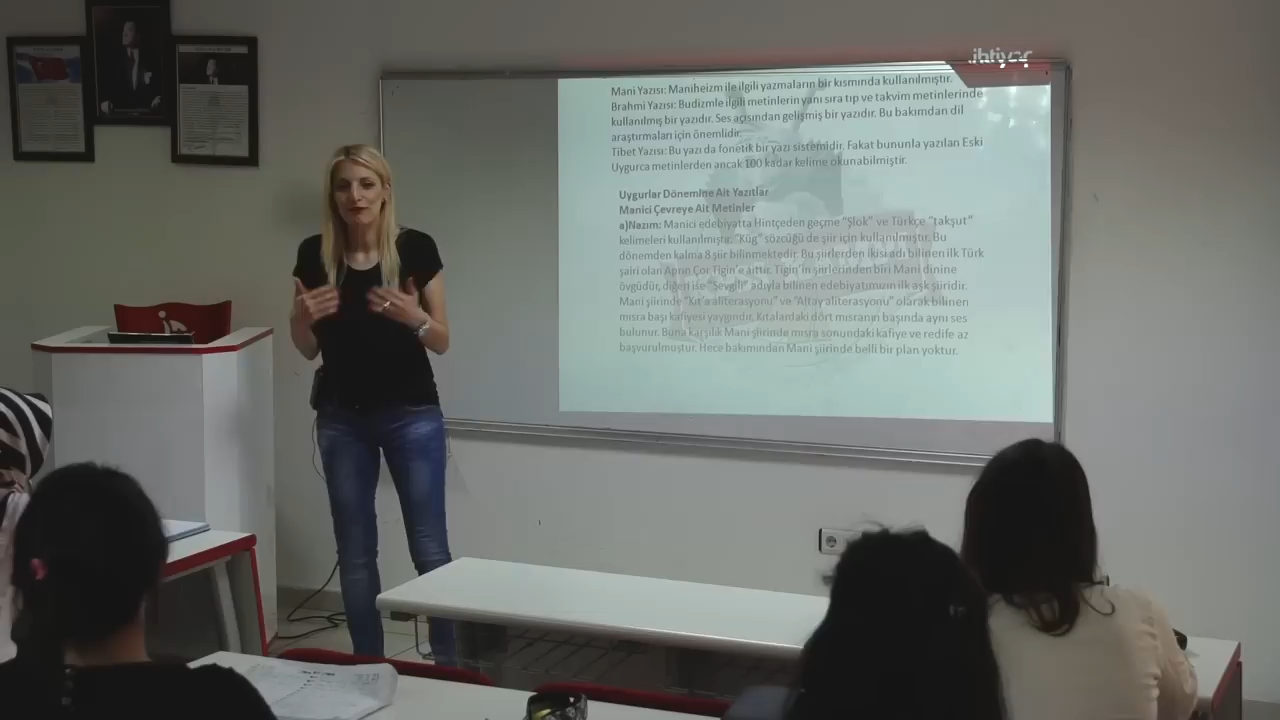 ihtiyaç
Mani Yazısı: Maniheizm ile ilgili yazmaların bir kısmında kullanılmıştır.
Brahmi Yazısı: Budizmle ilgili metinlerin yanı sıra tıp ve takvim metinlerinde
kullanılmış bir yazıdır. Ses açısından gelişmiş bir yazıdır. Bu bakımdan dil
araştırmaları için önemlidir.
Tibet Yazısı: Bu yazı da fonetik bir yazı sistemidir. Fakat bununla yazılan Eski
Uygurca metinlerden ancak 100 kadar kelime okunabilmiştir.
Uygurlar Dönemine Ait Yazıtlar
Manici Çevreye Ait Metinler
a)Nazım: Manici edebiyatta Hintçeden geçme “Şlok” ve Türkçe “takşut”
kelimeleri kullanılmıştır. “Küg” sözcüğü de şiir için kullanılmıştır. Bu
dönemden kalma 8 şiir bilinmektedir. Bu şiirlerden ikisi adı bilinen ilk Türk
şairi olan Aprın Çor Tigin’e aittir. Tigin’in şiirlerinden biri Mani dinine
övgüdür, diğeri ise “Sevgili” adıyla bilinen edebiyatımızın ilk aşk şiiridir.
Mani şiirinde “Kıt’a aliterasyonu” ve “Altay aliterasyonu” olarak bilinen
mısra başı kafiyesi yaygındır. Kıtalardaki dört mısranın başında aynı ses
bulunur. Buna karşılık Mani şiirinde mısra sonundaki kafiye ve redife az
başvurulmuştur. Hece bakımından Mani şiirinde belli bir plan yoktur.